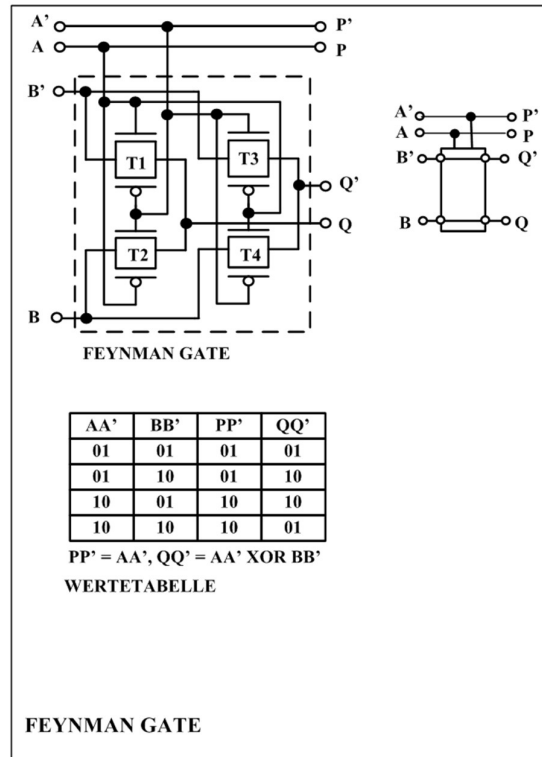 A' P'
A P
B'
T1 T3
Q'
Q
T2 T4
B
FEYNMAN GATE
A' P'
A P
B' Q'
B Q
AA' BB' PP' QQ'
01 01 01 01
01 10 01 10
10 01 10 10
10 10 10 01
PP' = AA', QQ' = AA' XOR BB'
WERTETABELLE
FEYNMAN GATE